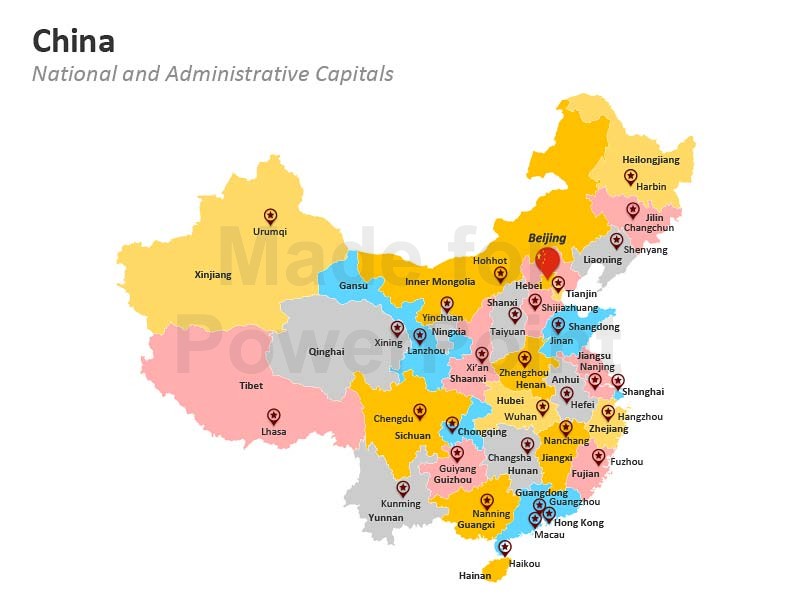 China
National and Administrative Capitals
Made for
PowerPoint
Heilongjiang
Harbin
Jilin
Changchun
Shenyang
Liaoning
Urumqi
Xinjiang
Beijing
Hohhot
Gansu
Inner Mongolia
Hebei
Tianjin
Shanxi
Shijiazhuang
Yinchuan
Ningxia
Taiyuan
Shangdong
Jinan
Xining
Lanzhou
Qinghai
Xi'an
Shaanxi
Zhengzhou
Henan
Jiangsu
Nanjing
Anhui
Shanghai
Tibet
Hefei
Hubei
Wuhan
Hangzhou
Zhejiang
Lhasa
Chengdu
Sichuan
Chongqing
Nanchang
Changsha
Hunan
Jiangxi
Fuzhou
Fujian
Guiyang
Guizhou
Kunming
Yunnan
Guangdong
Guangzhou
Nanning
Guangxi
Hong Kong
Macau
Haikou
Hainan